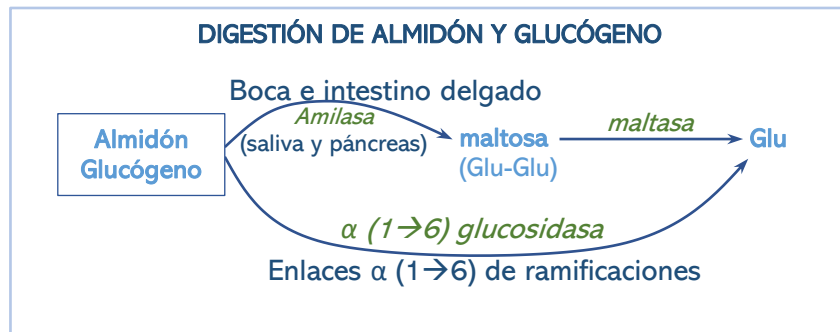 DIGESTIÓN DE ALMIDÓN Y GLUCÓGENO
Boca e intestino delgado
Amilasa
(saliva y páncreas)
Almidón
Glucógeno
maltosa
(Glu-Glu)
maltasa
Glu
α (1→6) glucosidasa
Enlaces α (1→6) de ramificaciones